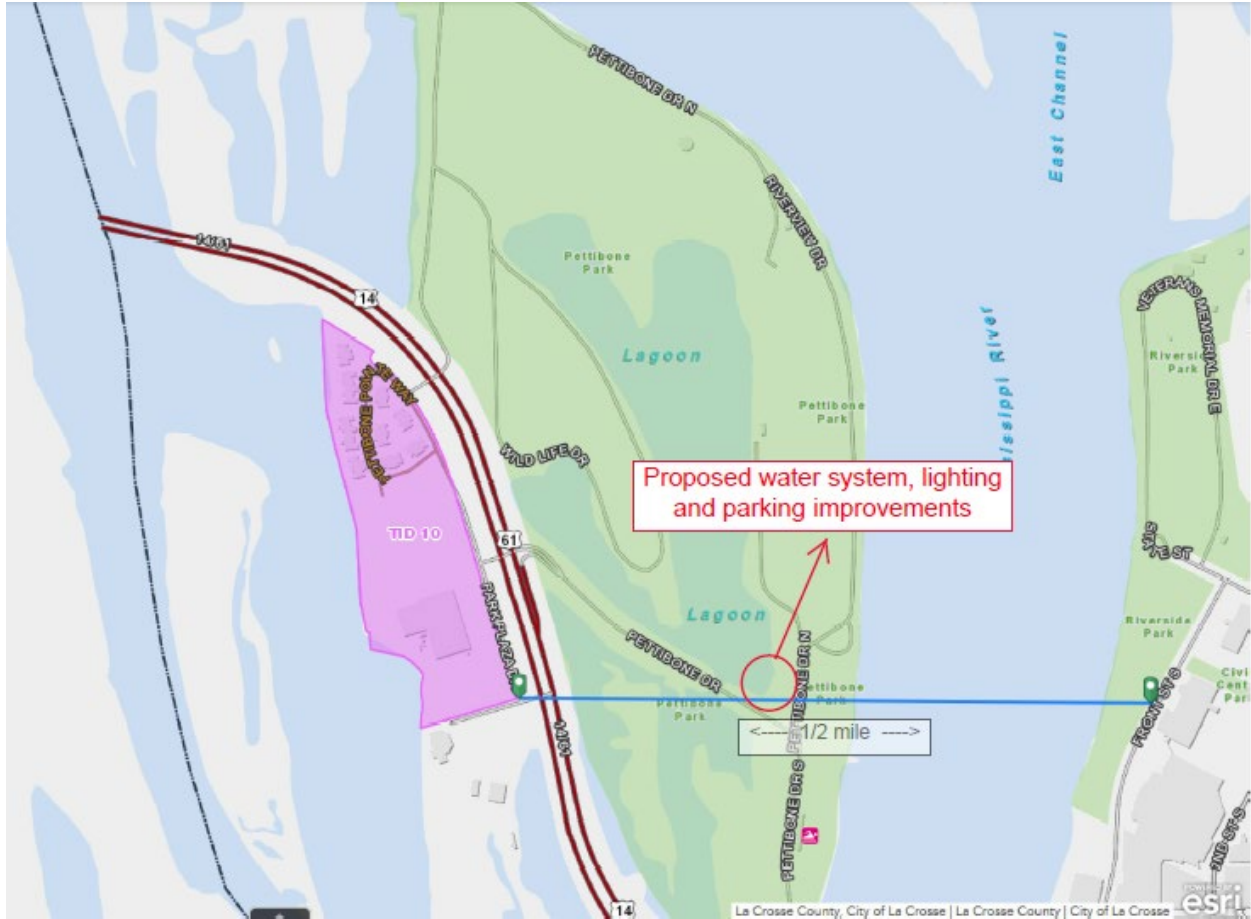 PETTIBONE DR N
East Channel
RIVERVIEW DR
14/61
14
Pettibone
Park
VETERANS MEMORIAL DR E
Riverside
Park
Lagoon
Mississippi River
WAY
Pettibone
Park
WILD LIFE DR
Proposed water system, lighting
and parking improvements
TID 10
61
STATE ST
PARK PLAZA DR
Lagoon
Riverside
Park
PETTIBONE DR
PETTIBONE DR N
Pettibone
Park
Pettibone
Park
Civic
Center
Park
FRONT ST S
<---- 1/2 mile ---->
14/61
PETTIBONE DR S
2ND ST S
14
La Crosse County, City of La Crosse | La Crosse County | City of La Crosse
POWERED BY
esri